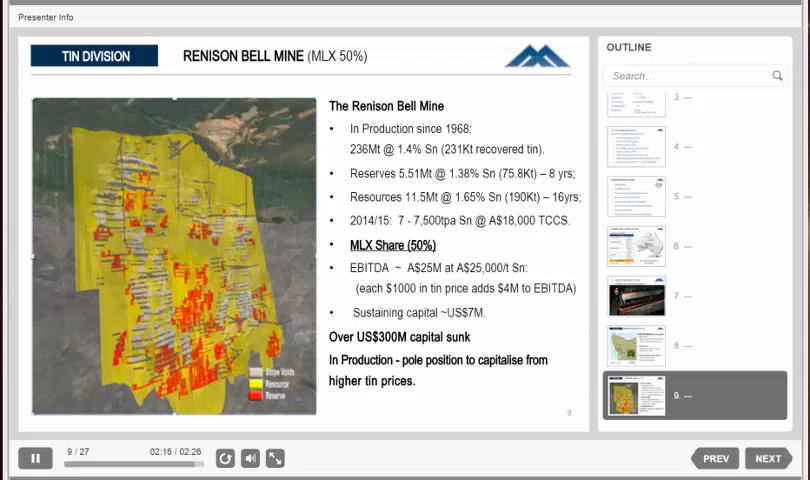 Presenter Info
TIN DIVISION
RENISON BELL MINE (MLX 50%)
The Renison Bell Mine
• In Production since 1968:
236Mt @ 1.4% Sn (231Kt recovered tin).
• Reserves 5.51Mt @ 1.38% Sn (75.8Kt) – 8 yrs;
• Resources 11.5Mt @ 1.65% Sn (190Kt) – 16yrs;
• 2014/15: 7 - 7,500tpa Sn @ A$18,000 TCCS.
• MLX Share (50%)
• EBITDA ~ A$25M at A$25,000/t Sn:
(each $1000 in tin price adds $4M to EBITDA)
• Sustaining capital ~US$7M.
Over US$300M capital sunk
In Production - pole position to capitalise from
higher tin prices.
Stope Voids
Resource
Reserve
9
OUTLINE
Search...
3. —
4. —
5. —
6. —
7. —
8. —
9. —
9 / 27
02:16 / 02:26
PREV
NEXT